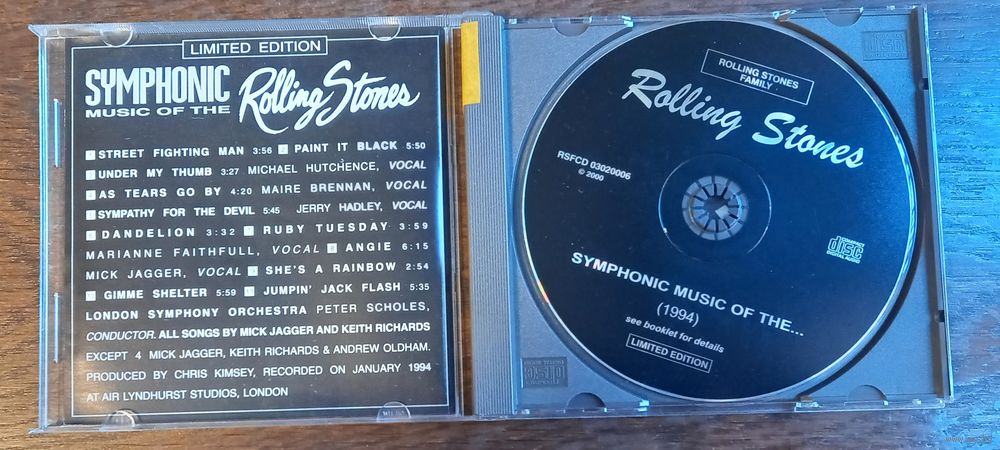 LIMITED EDITION
SYMPHONIC
MUSIC OF THE
Rolling Stones
STREET FIGHTING MAN 3:56 PAINT IT BLACK 5:50
UNDER MY THUMB 3:27 MICHAEL HUTCHENCE, VOCAL
AS TEARS GO BY 4:20 MAIRE BRENNAN, VOCAL
SYMPATHY FOR THE DEVIL 5:45 JERRY HADLEY, VOCAL
DANDELION 3:32 RUBY TUESDAY 3:59
MARIANNE FAITHFULL, VOCAL ANGIE 6:15
MICK JAGGER, VOCAL SHE'S A RAINBOW 2:54
GIMME SHELTER 5:59 JUMPIN' JACK FLASH 5:35
LONDON SYMPHONY ORCHESTRA PETER SCHOLES,
CONDUCTOR. ALL SONGS BY MICK JAGGER AND KEITH RICHARDS
EXCEPT 4 MICK JAGGER, KEITH RICHARDS & ANDREW OLDHAM.
PRODUCED BY CHRIS KIMSEY, RECORDED ON JANUARY 1994
AT AIR LYNDHURST STUDIOS, LONDON
ROLLING STONES
FAMILY
Rolling Stones
RSFCD 03020006
© 2000
COMPACT
disc
DIGITAL AUDIO
SYMPHONIC MUSIC OF THE...
(1994)
see booklet for details
LIMITED EDITION